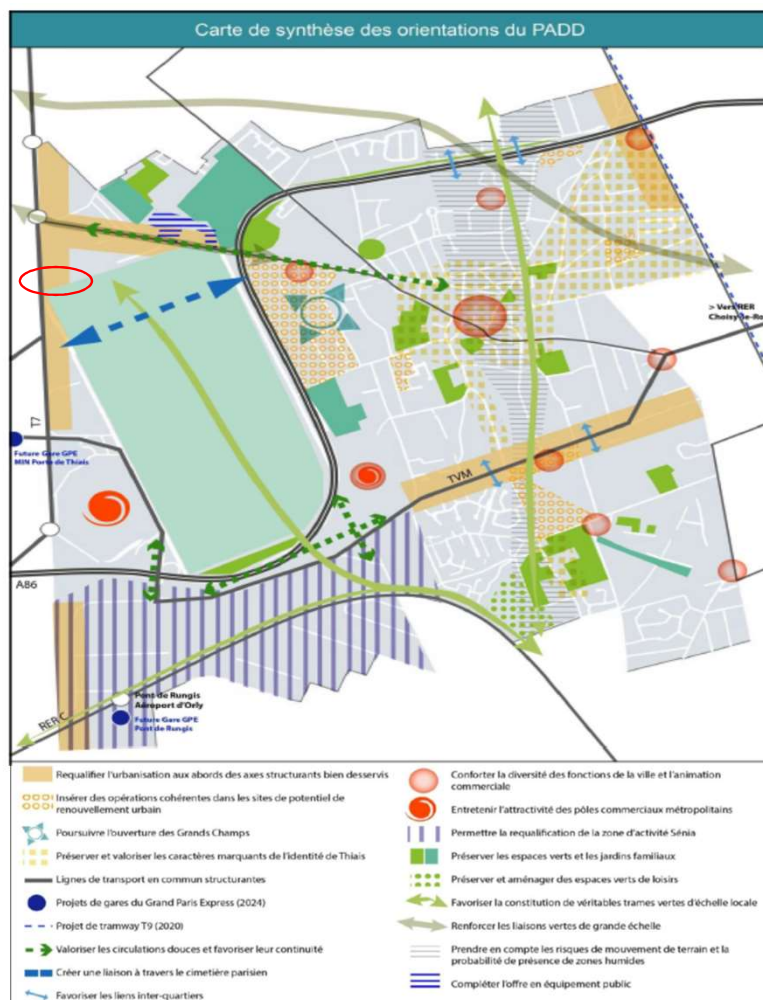 Carte de synthèse des orientations du PADD
> Vers RER
Choisy-le-Ro
T7
Future Gare GPE
MIN Porte de Thiais
TVM
A86
Pont de Rungis
Aéroport d'Orly
RER C
Future Gare GPE
Pont de Rungis
Requalifier l'urbanisation aux abords des axes structurants bien desservis
Insérer des opérations cohérentes dans les sites de potentiel de
renouvellement urbain
Poursuivre l'ouverture des Grands Champs
Préserver et valoriser les caractères marquants de l'identité de Thiais
Lignes de transport en commun structurantes
Projets de gares du Grand Paris Express (2024)
Projet de tramway T9 (2020)
Valoriser les circulations douces et favoriser leur continuité
Créer une liaison à travers le cimetière parisien
Favoriser les liens inter-quartiers
Conforter la diversité des fonctions de la ville et l'animation
commerciale
Entretenir l'attractivité des pôles commerciaux métropolitains
Permettre la requalification de la zone d'activité Sénia
Préserver les espaces verts et les jardins familiaux
Préserver et aménager des espaces verts de loisirs
Favoriser la constitution de véritables trames vertes d'échelle locale
Renforcer les liaisons vertes de grande échelle
Prendre en compte les risques de mouvement de terrain et la
probabilité de présence de zones humides
Compléter l'offre en équipement public